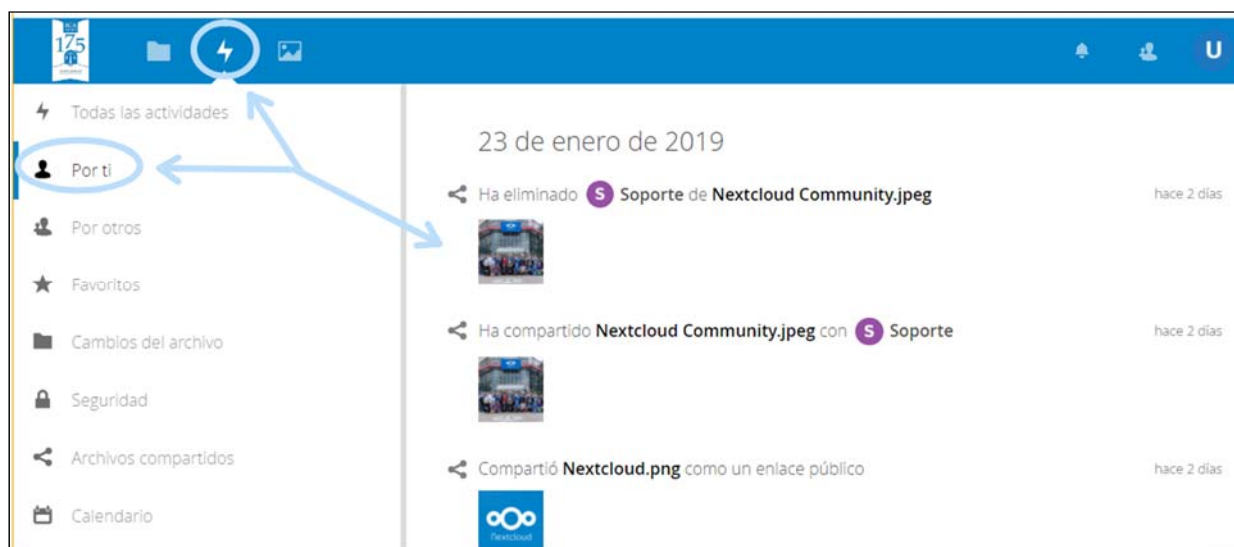 175
U
Todas las actividades
Por ti
Por otros
Favoritos
Cambios del archivo
Seguridad
Archivos compartidos
Calendario
23 de enero de 2019
Ha eliminado S Soporte de Nextcloud Community.jpeg hace 2 días
Ha compartido Nextcloud Community.jpeg con S Soporte hace 2 días
Compartió Nextcloud.png como un enlace público hace 2 días
Nextcloud